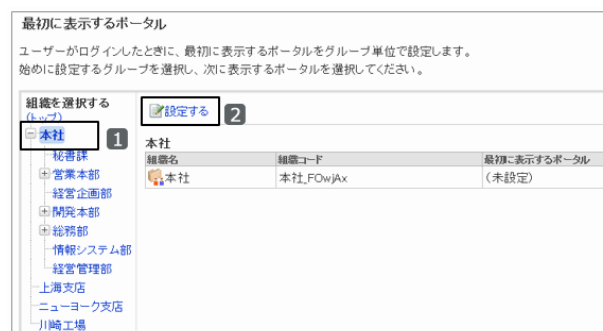 最初に表示するポータル
ユーザーがログインしたときに、最初に表示するポータルをグループ単位で設定します。
始めに設定するグループを選択し、次に表示するポータルを選択してください。
組織を選択する
(トップ)
本社
1
秘書課
営業本部
経営企画部
開発本部
総務部
情報システム部
経営管理部
上海支店
ニューヨーク支店
川崎工場
設定する
2
本社
組織名 組織コード 最初に表示するポータル
本社 本社_FOwjAx (未設定)